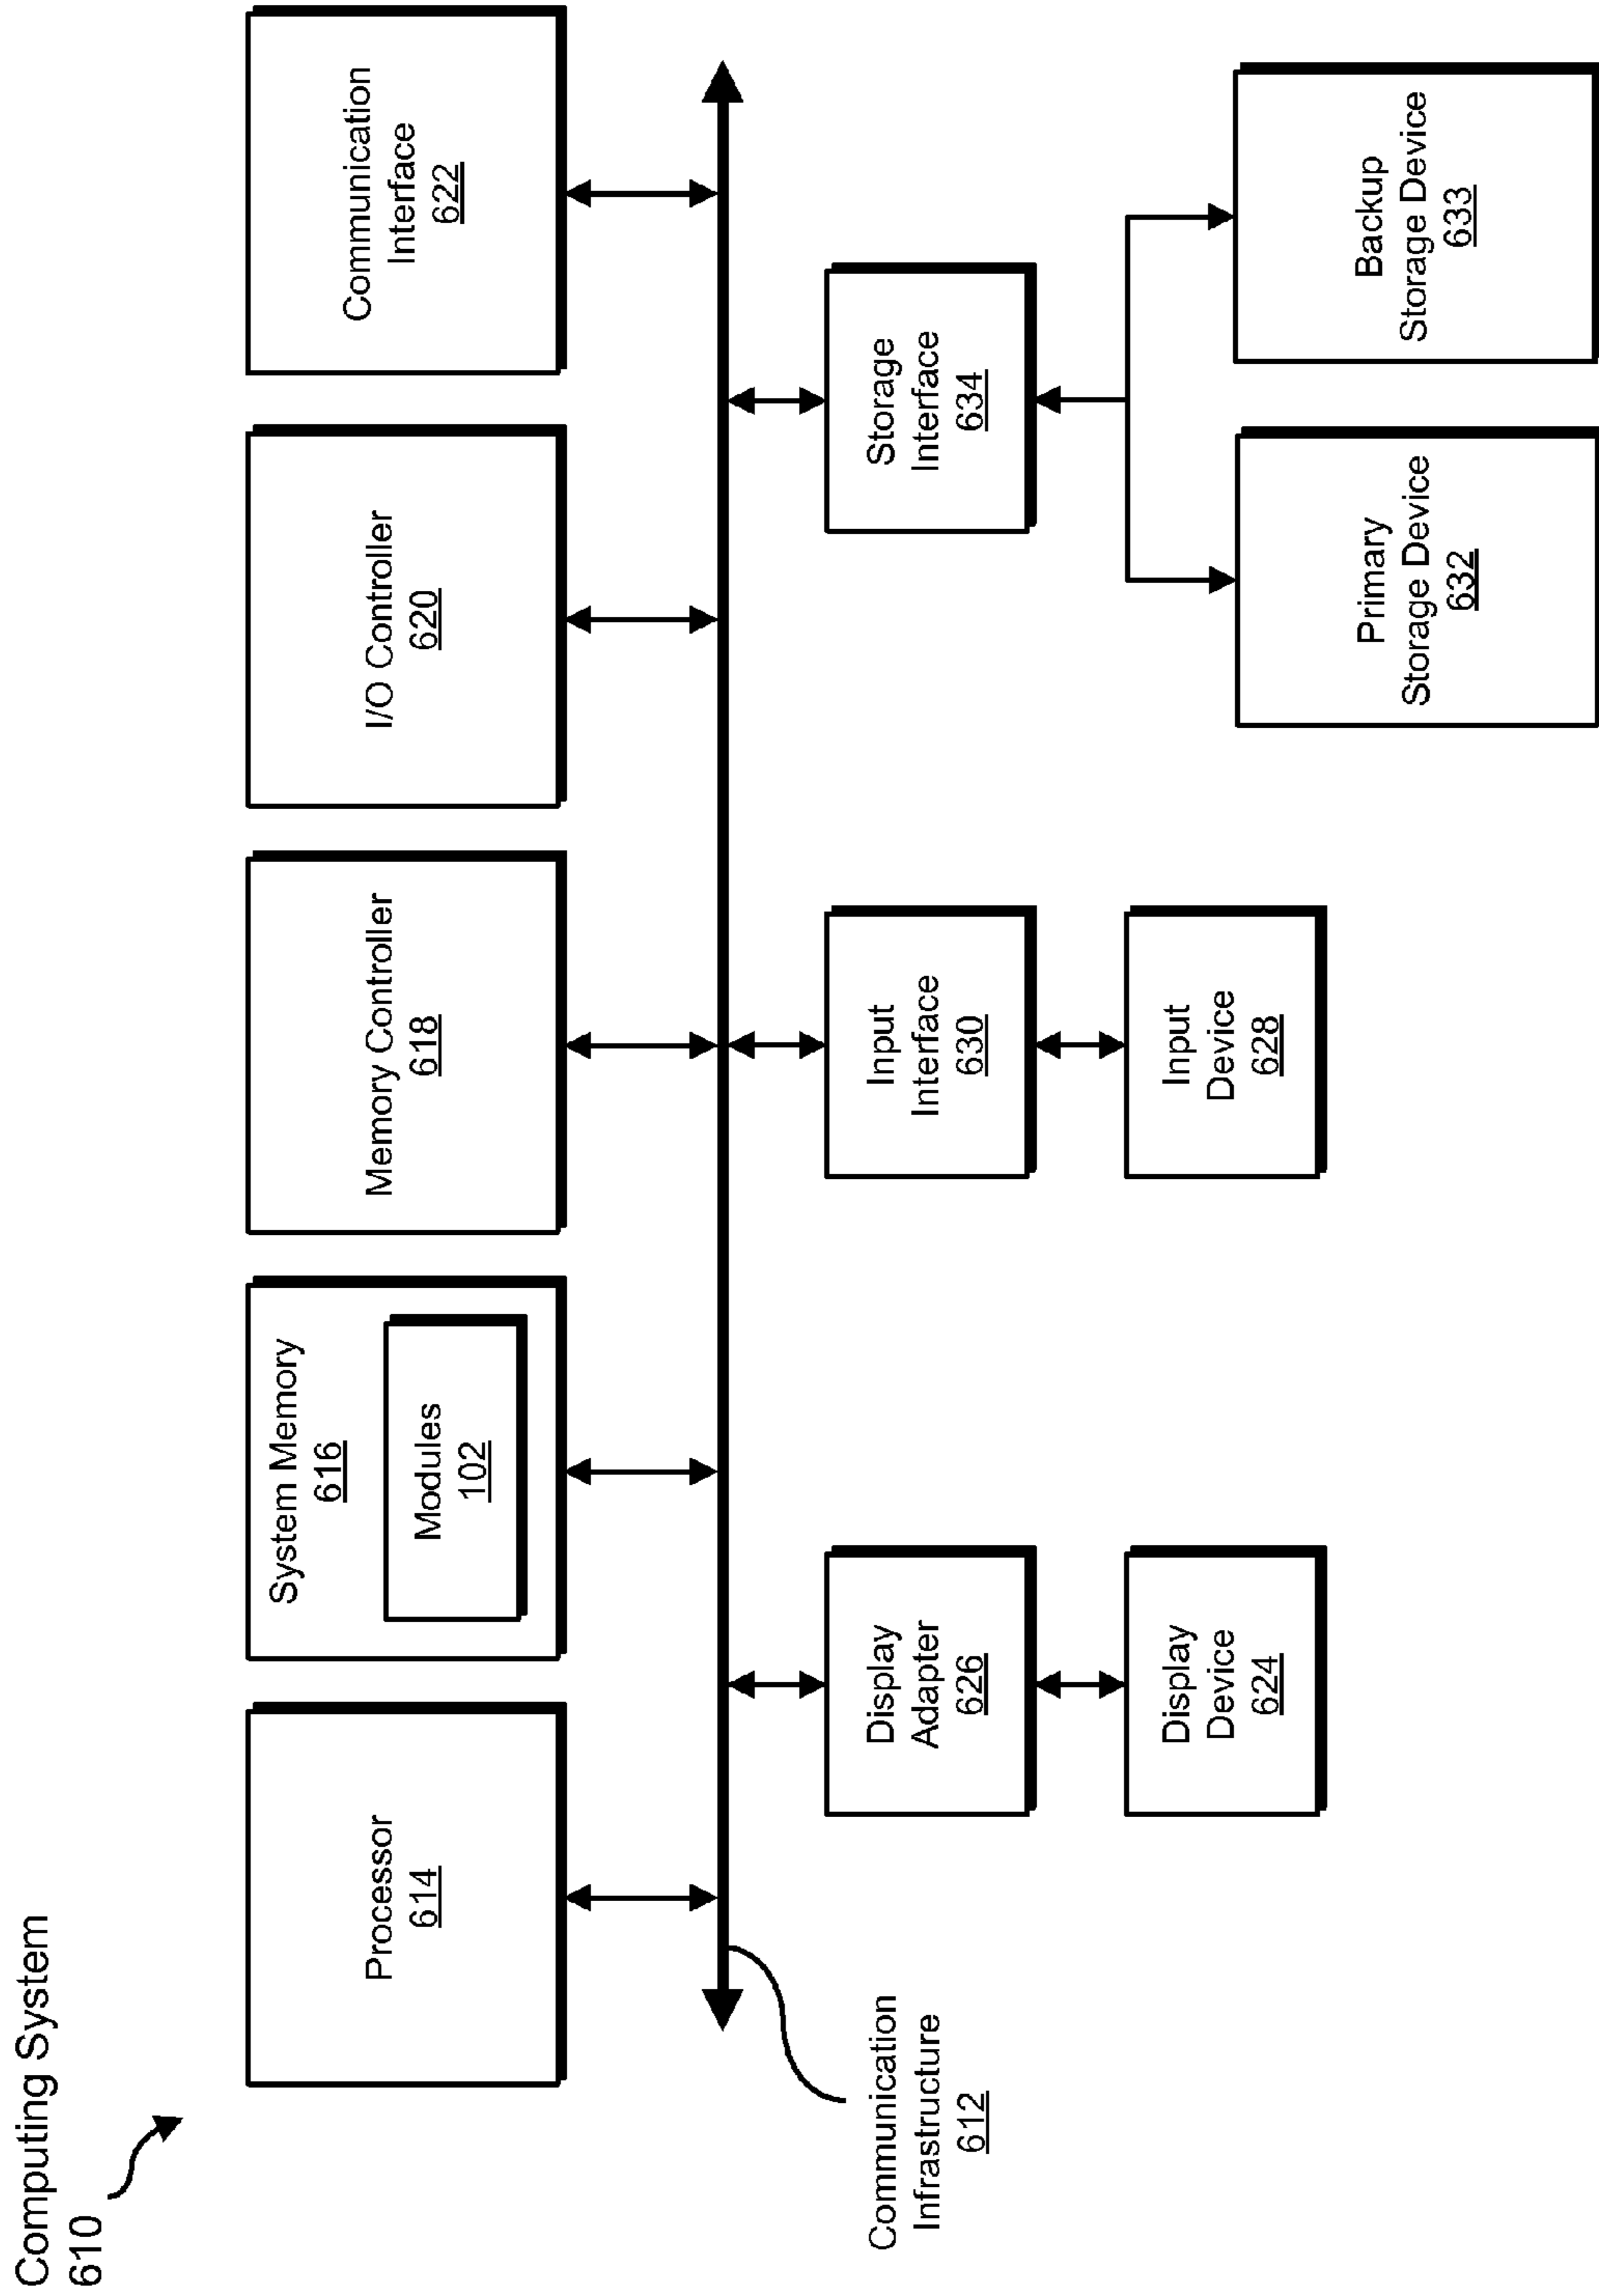 Computing System
610
Processor
614
System Memory
616
Modules
102
Memory Controller
618
I/O Controller
620
Communication
Interface
622
Communication
Infrastructure
612
Display
Adapter
626
Input
Interface
630
Storage
Interface
634
Display
Device
624
Input
Device
628
Primary
Storage Device
632
Backup
Storage Device
633